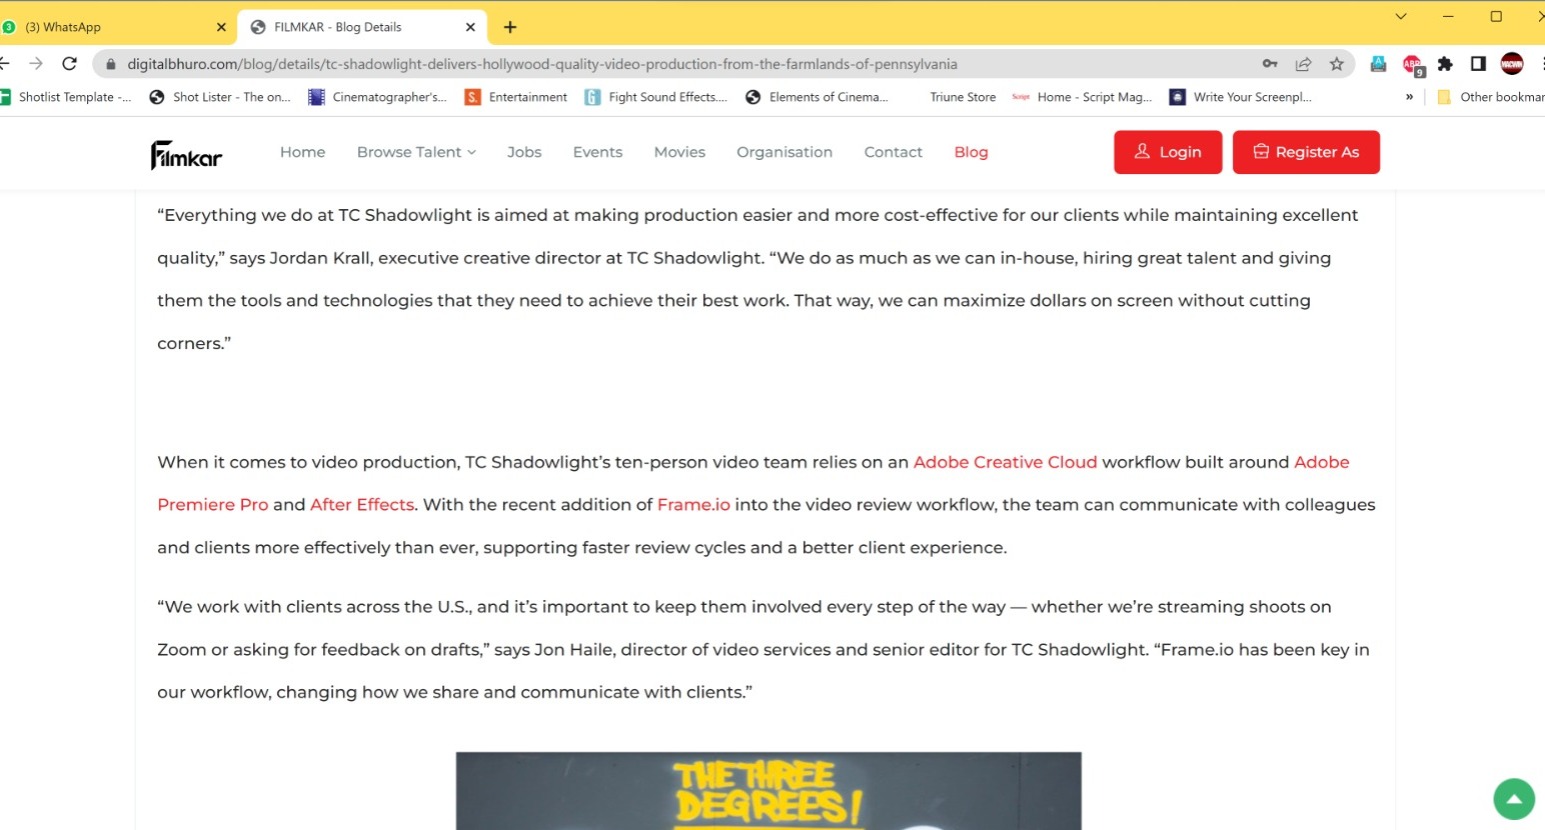 3 (3) WhatsApp
FILMKAR - Blog Details
digitalbhuro.com/blog/details/tc-shadowlight-delivers-hollywood-quality-video-production-from-the-farmlands-of-pennsylvania
ABP 9
Shotlist Template -... Shot Lister - The on... Cinematographer's... S. Entertainment Fight Sound Effects.... Elements of Cinema... Triune Store Script Home - Script Mag... Write Your Screenpl... » Other bookmar
Filmkar Home Browse Talent Jobs Events Movies Organisation Contact Blog Login Register As
“Everything we do at TC Shadowlight is aimed at making production easier and more cost-effective for our clients while maintaining excellent
quality,” says Jordan Krall, executive creative director at TC Shadowlight. “We do as much as we can in-house, hiring great talent and giving
them the tools and technologies that they need to achieve their best work. That way, we can maximize dollars on screen without cutting
corners.”
When it comes to video production, TC Shadowlight’s ten-person video team relies on an Adobe Creative Cloud workflow built around Adobe
Premiere Pro and After Effects. With the recent addition of Frame.io into the video review workflow, the team can communicate with colleagues
and clients more effectively than ever, supporting faster review cycles and a better client experience.
“We work with clients across the U.S., and it’s important to keep them involved every step of the way — whether we’re streaming shoots on
Zoom or asking for feedback on drafts,” says Jon Haile, director of video services and senior editor for TC Shadowlight. “Frame.io has been key in
our workflow, changing how we share and communicate with clients.”
THE THREE
DEGREES!